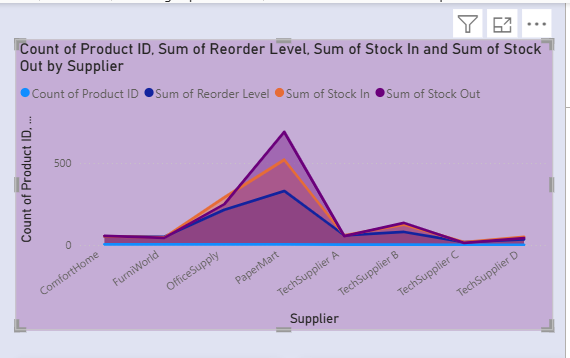 Count of Product ID, Sum of Reorder Level, Sum of Stock In and Sum of Stock
Out by Supplier
Count of Product ID Sum of Reorder Level Sum of Stock In Sum of Stock Out
Count of Product ID, ...
500
0
ComfortHome
FurniWorld
OfficeSupply
PaperMart
TechSupplier A
TechSupplier B
TechSupplier C
TechSupplier D
Supplier